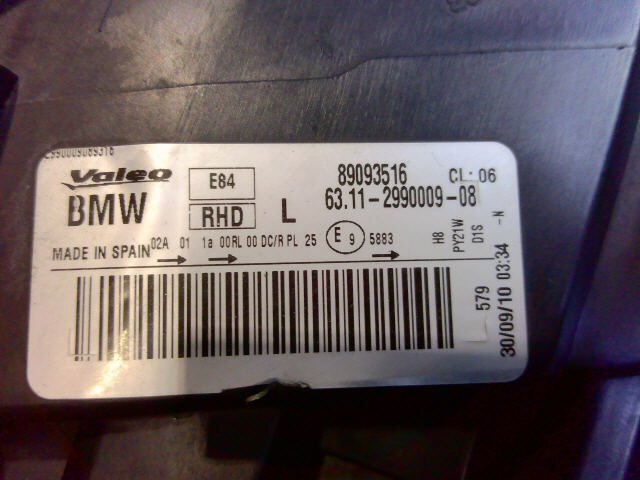 Valeo
BMW
E84
RHD
L
89093516
CL: 06
63.11-2990009-08
MADE IN SPAIN
02A 01 1a 00RL 00 DC/R PL 25
E 9
5883
H8
PY21W
D1S
-N
579
30/09/10 03:34